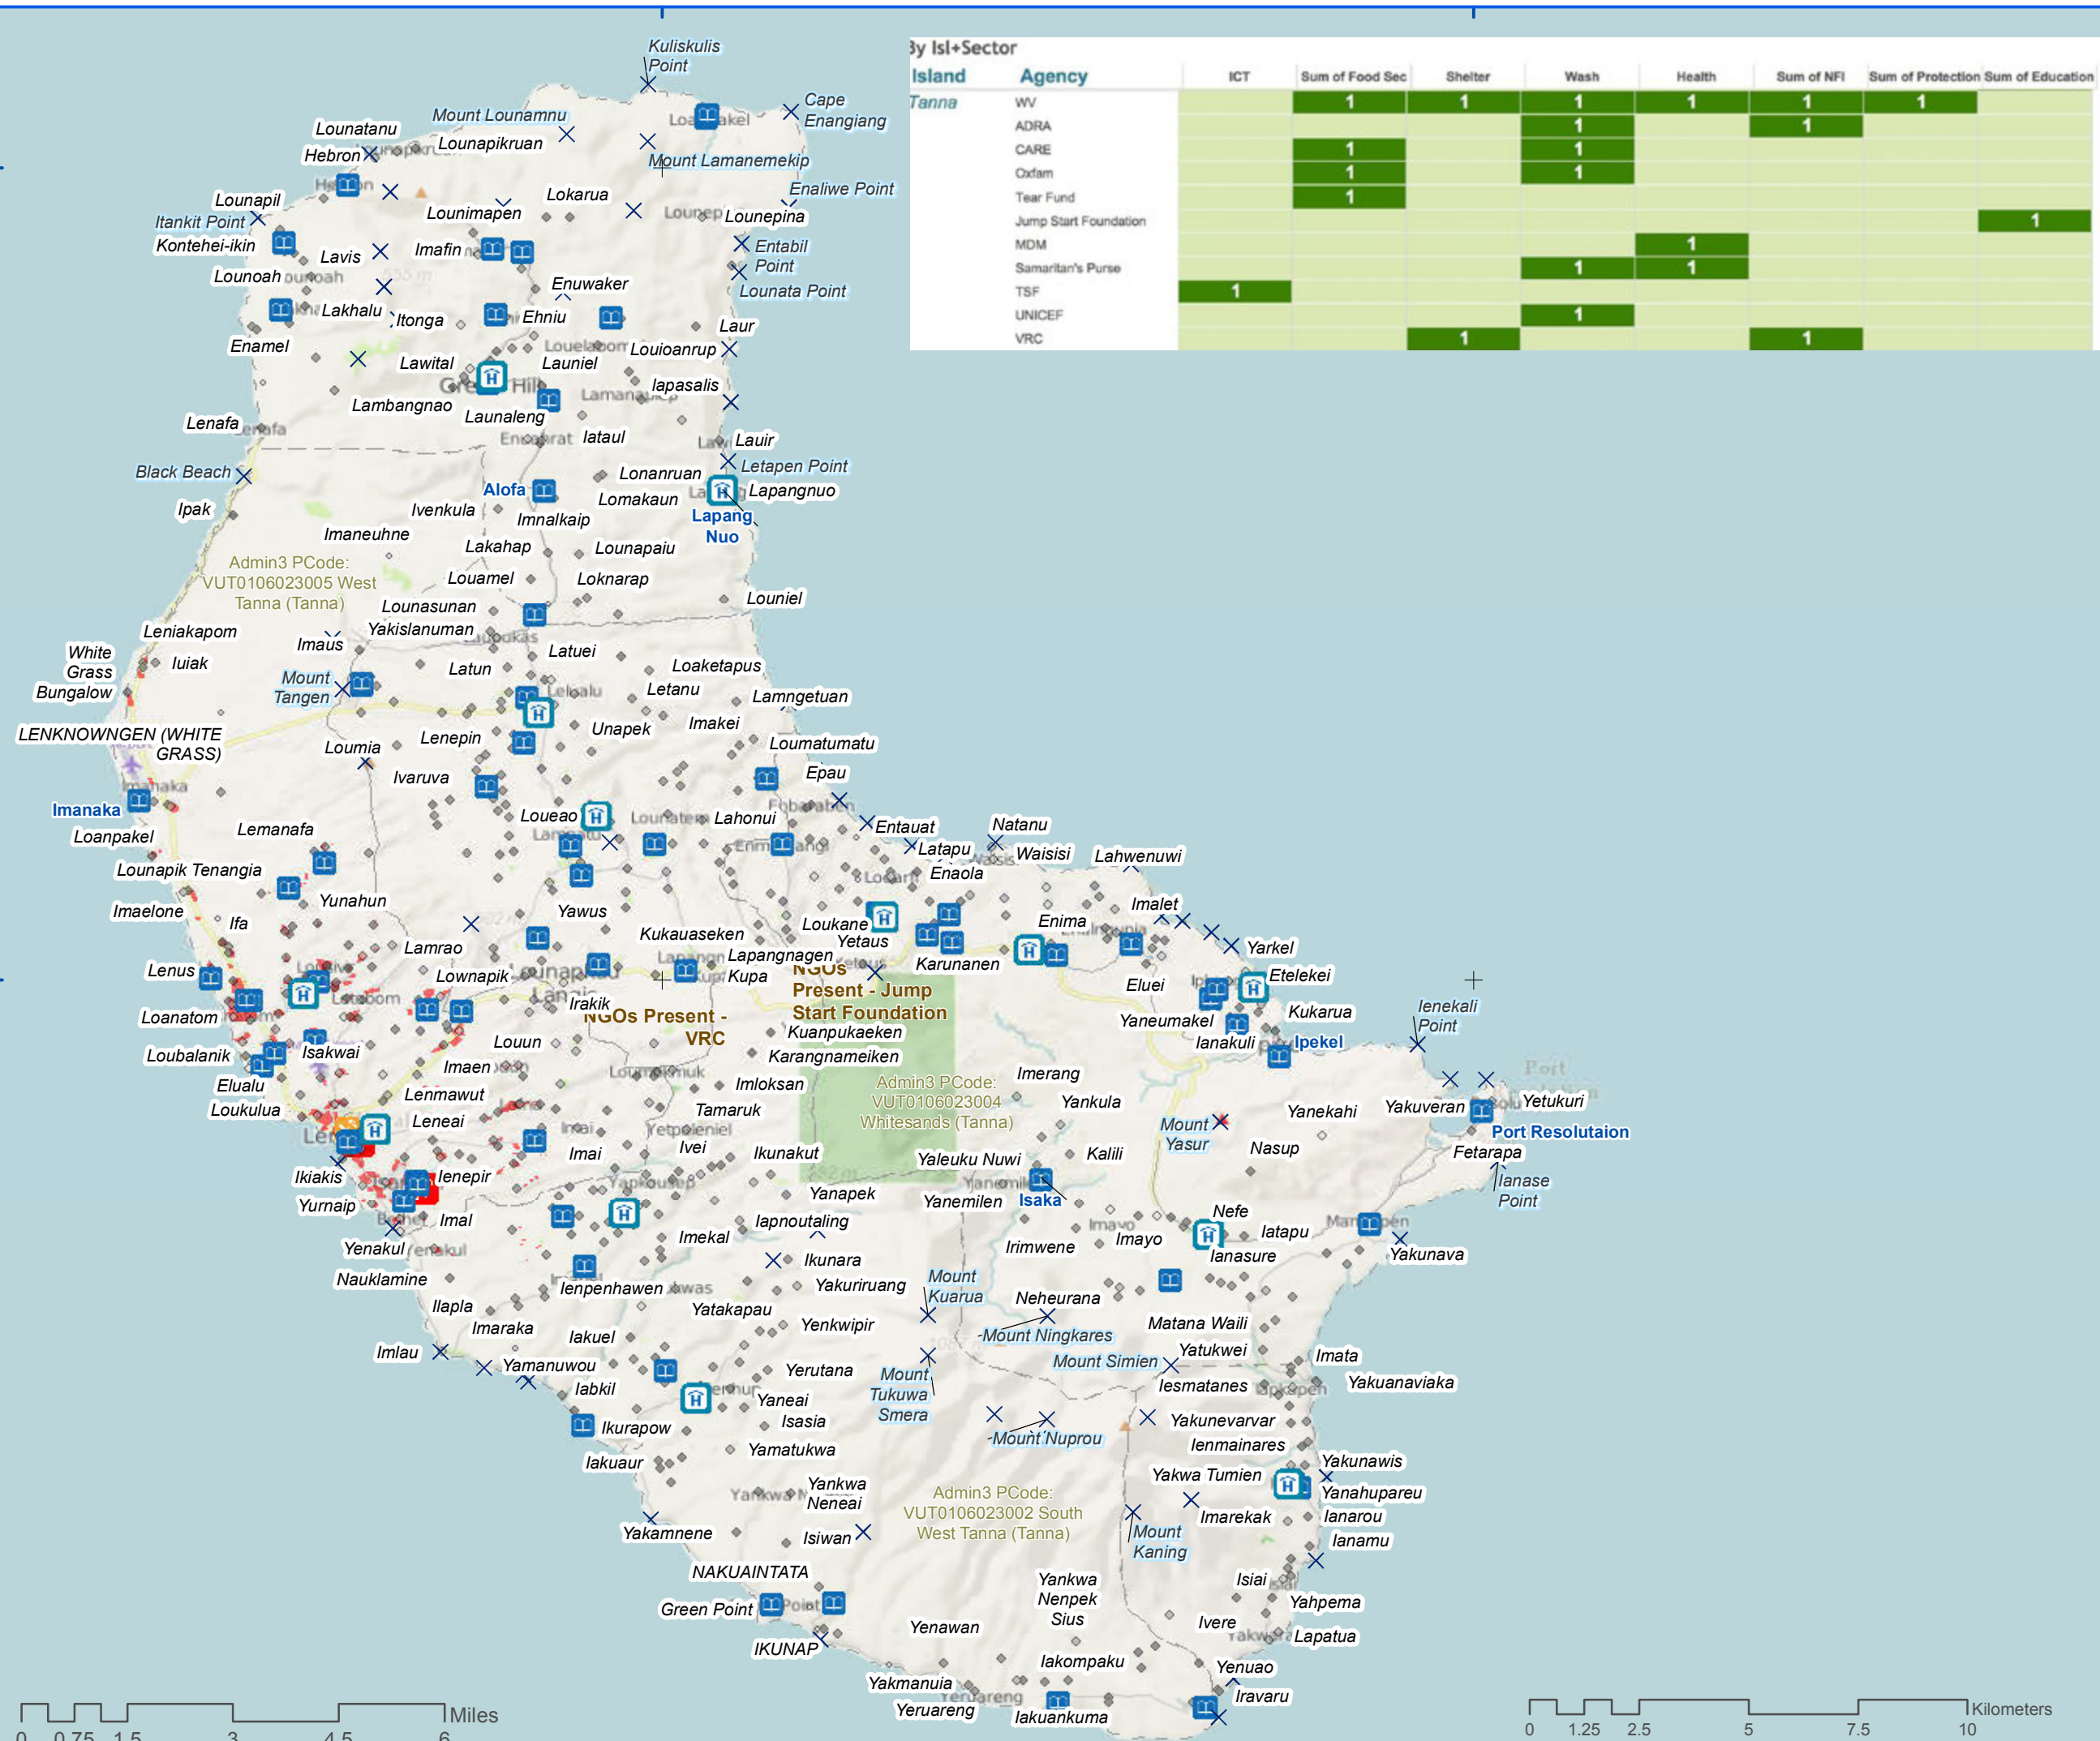 By Isl+Sector
Island Agency ICT Sum of Food Sec Shelter Wash Health Sum of NFI Sum of Protection Sum of Education
Tanna WV 1 1 1 1 1 1
ADRA 1 1
CARE 1 1
Oxfam 1 1
Tear Fund 1
Jump Start Foundation 1
MDM 1
Samaritan's Purse 1 1
TSF 1
UNICEF 1
VRC 1 1
Kuliskulis
Point
Cape
Enangiang
Mount Lounamnu
Lounatanu
Lounapikruan
Hebron
Mount Lamanemekip
Enaliwe Point
Lokarua
Lounapil
Lounimapen
Lounepina
Itankit Point
Kontehei-ikin
Lavis
Imafin
Entabil
Point
Lounoah
Enuwaker
Lounata Point
Lakhalu
Itonga
Ehniu
Laur
Enamel
Louioanrup
Lawital
Launiel
Iapasalis
Lambangnao
Launaleng
Lenafa
Iataul
Lauir
Black Beach
Letapen Point
Lonanruan
Alofa
Lomakaun
Lapangnuo
Ipak
Ivenkula
Imnalkaip
Lapang
Nuo
Imaneuhne
Lakahap
Lounapaiu
Admin3 PCode:
VUT0106023005 West
Tanna (Tanna)
Louamel
Loknarap
Louniel
Lounasunan
Yakislanuman
Leniakapom
Imaus
White
Grass
Bungalow
Iuiak
Latuei
Latun
Loaketapus
Mount
Tangen
Letanu
Lamngetuan
Imakei
Unapek
LENKNOWNGEN (WHITE
GRASS)
Loumia
Lenepin
Loumatumatu
Ivaruva
Epau
Imanaka
Loueao
Lahonui
Loanpakel
Lemanafa
Entauat
Natanu
Latapu
Waisisi
Lahwenuwi
Lounapik Tenangia
Enaola
Yunahun
Imaelone
Yawus
Imalet
Ifa
Loukane
Enima
Lamrao
Kukauaseken
Yetaus
Yarkel
Lapangnagen
Lenus
Lownapik
Kupa
Karunanen
Etelekei
NGOs
Present - Jump
Start Foundation
Eluei
Irakik
Ienekali
Point
Loanatom
NGOs Present -
VRC
Kukarua
Yaneumakel
Kuanpukaeken
Louun
Ianakuli
Ipekel
Loubalanik
Isakwai
Karangnameiken
Imaen
Imerang
Elualu
Imloksan
Admin3 PCode:
VUT0106023004
Whitesands (Tanna)
Lenmawut
Yankula
Loukulua
Tamaruk
Yanekahi
Yakuveran
Yetukuri
Leneai
Mount
Yasur
Port Resolutaion
Ivei
Imai
Ikunakut
Yaleuku Nuwi
Kalili
Nasup
Fetarapa
Ikiakis
Ienepir
Ianase
Point
Yurnaip
Yanapek
Yanemilen
Isaka
Imal
Iapnoutaling
Nefe
Imekal
Imayo
Iatapu
Yenakul
Irimwene
Ianasure
Yakunava
Ikunara
Nauklamine
Ienpenhawen
Yakuriruang
Mount
Kuarua
Neheurana
Ilapla
Yatakapau
Imaraka
Yenkwipir
Mount Ningkares
Matana Waili
Iakuel
Imlau
Yatukwei
Imata
Yamanuwou
Yerutana
Mount Simien
Mount
Tukuwa
Smera
Iabkil
Iesmatanes
Yakuanaviaka
Yaneai
Isasia
Ikurapow
Yakunevarvar
Mount Nuprou
Yamatukwa
Ienmainares
Iakuaur
Yakwa Tumien
Yakunawis
Yankwa
Neneai
Admin3 PCode:
VUT0106023002 South
West Tanna (Tanna)
Yanahupareu
Imarekak
Ianarou
Yakamnene
Isiwan
Mount
Kaning
Ianamu
NAKUAINTATA
Yankwa
Nenpek
Sius
Isiai
Green Point
Yahpema
Yenawan
Ivere
IKUNAP
Lapatua
Iakompaku
Yenuao
Yakmanuia
Iravaru
Yeruareng
Iakuankuma
Miles
0 0.75 1.5 3 4.5 6
Kilometers
0 1.25 2.5 5 7.5 10